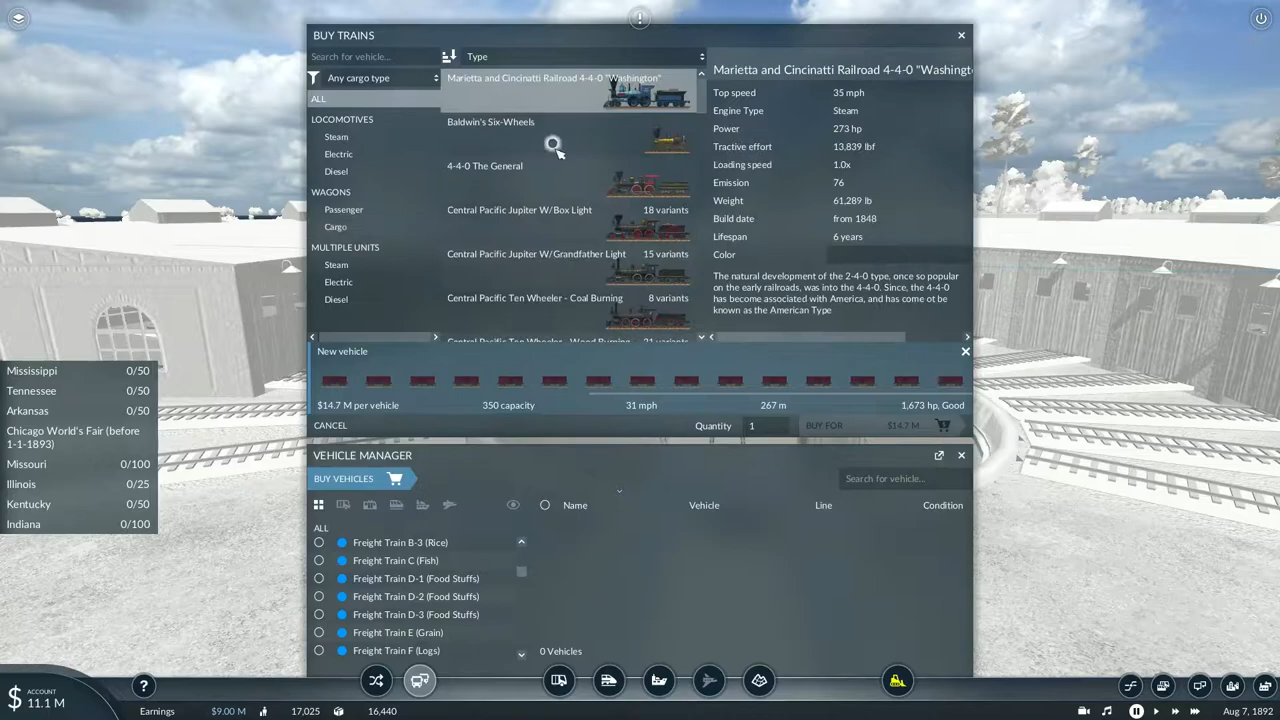 BUY TRAINS
Search for vehicle...
Type
Any cargo type
ALL
LOCOMOTIVES
Steam
Electric
Diesel
WAGONS
Passenger
Cargo
MULTIPLE UNITS
Steam
Electric
Diesel
Marietta and Cincinatti Railroad 4-4-0 "Washington"
Baldwin's Six-Wheels
4-4-0 The General
Central Pacific Jupiter W/Box Light 18 variants
Central Pacific Jupiter W/Grandfather Light 15 variants
Central Pacific Ten Wheeler - Coal Burning 8 variants
Central Pacific Ten Wheeler - Wood Burning 21 variants
Marietta and Cincinatti Railroad 4-4-0 "Washingt
Top speed 35 mph
Engine Type Steam
Power 273 hp
Tractive effort 13,839 lbf
Loading speed 1.0x
Emission 76
Weight 61,289 lb
Build date from 1848
Lifespan 6 years
Color
The natural development of the 2-4-0 type, once so popular
on the early railroads, was into the 4-4-0. Since, the 4-4-0
has become associated with America, and has come ot be
known as the American Type
New vehicle
$14.7 M per vehicle 350 capacity 31 mph 267 m 1,673 hp, Good
CANCEL Quantity 1 BUY FOR $14.7 M
VEHICLE MANAGER
BUY VEHICLES
Search for vehicle...
Name Vehicle Line Condition
ALL
Freight Train B-3 (Rice)
Freight Train C (Fish)
Freight Train D-1 (Food Stuffs)
Freight Train D-2 (Food Stuffs)
Freight Train D-3 (Food Stuffs)
Freight Train E (Grain)
Freight Train F (Logs)
0 Vehicles
Mississippi 0/50
Tennessee 0/50
Arkansas 0/50
Chicago World's Fair (before
1-1-1893)
Missouri 0/100
Illinois 0/25
Kentucky 0/50
Indiana 0/100
$ ACCOUNT
11.1 M
?
Earnings $9.00 M 17,025 16,440
Aug 7, 1892